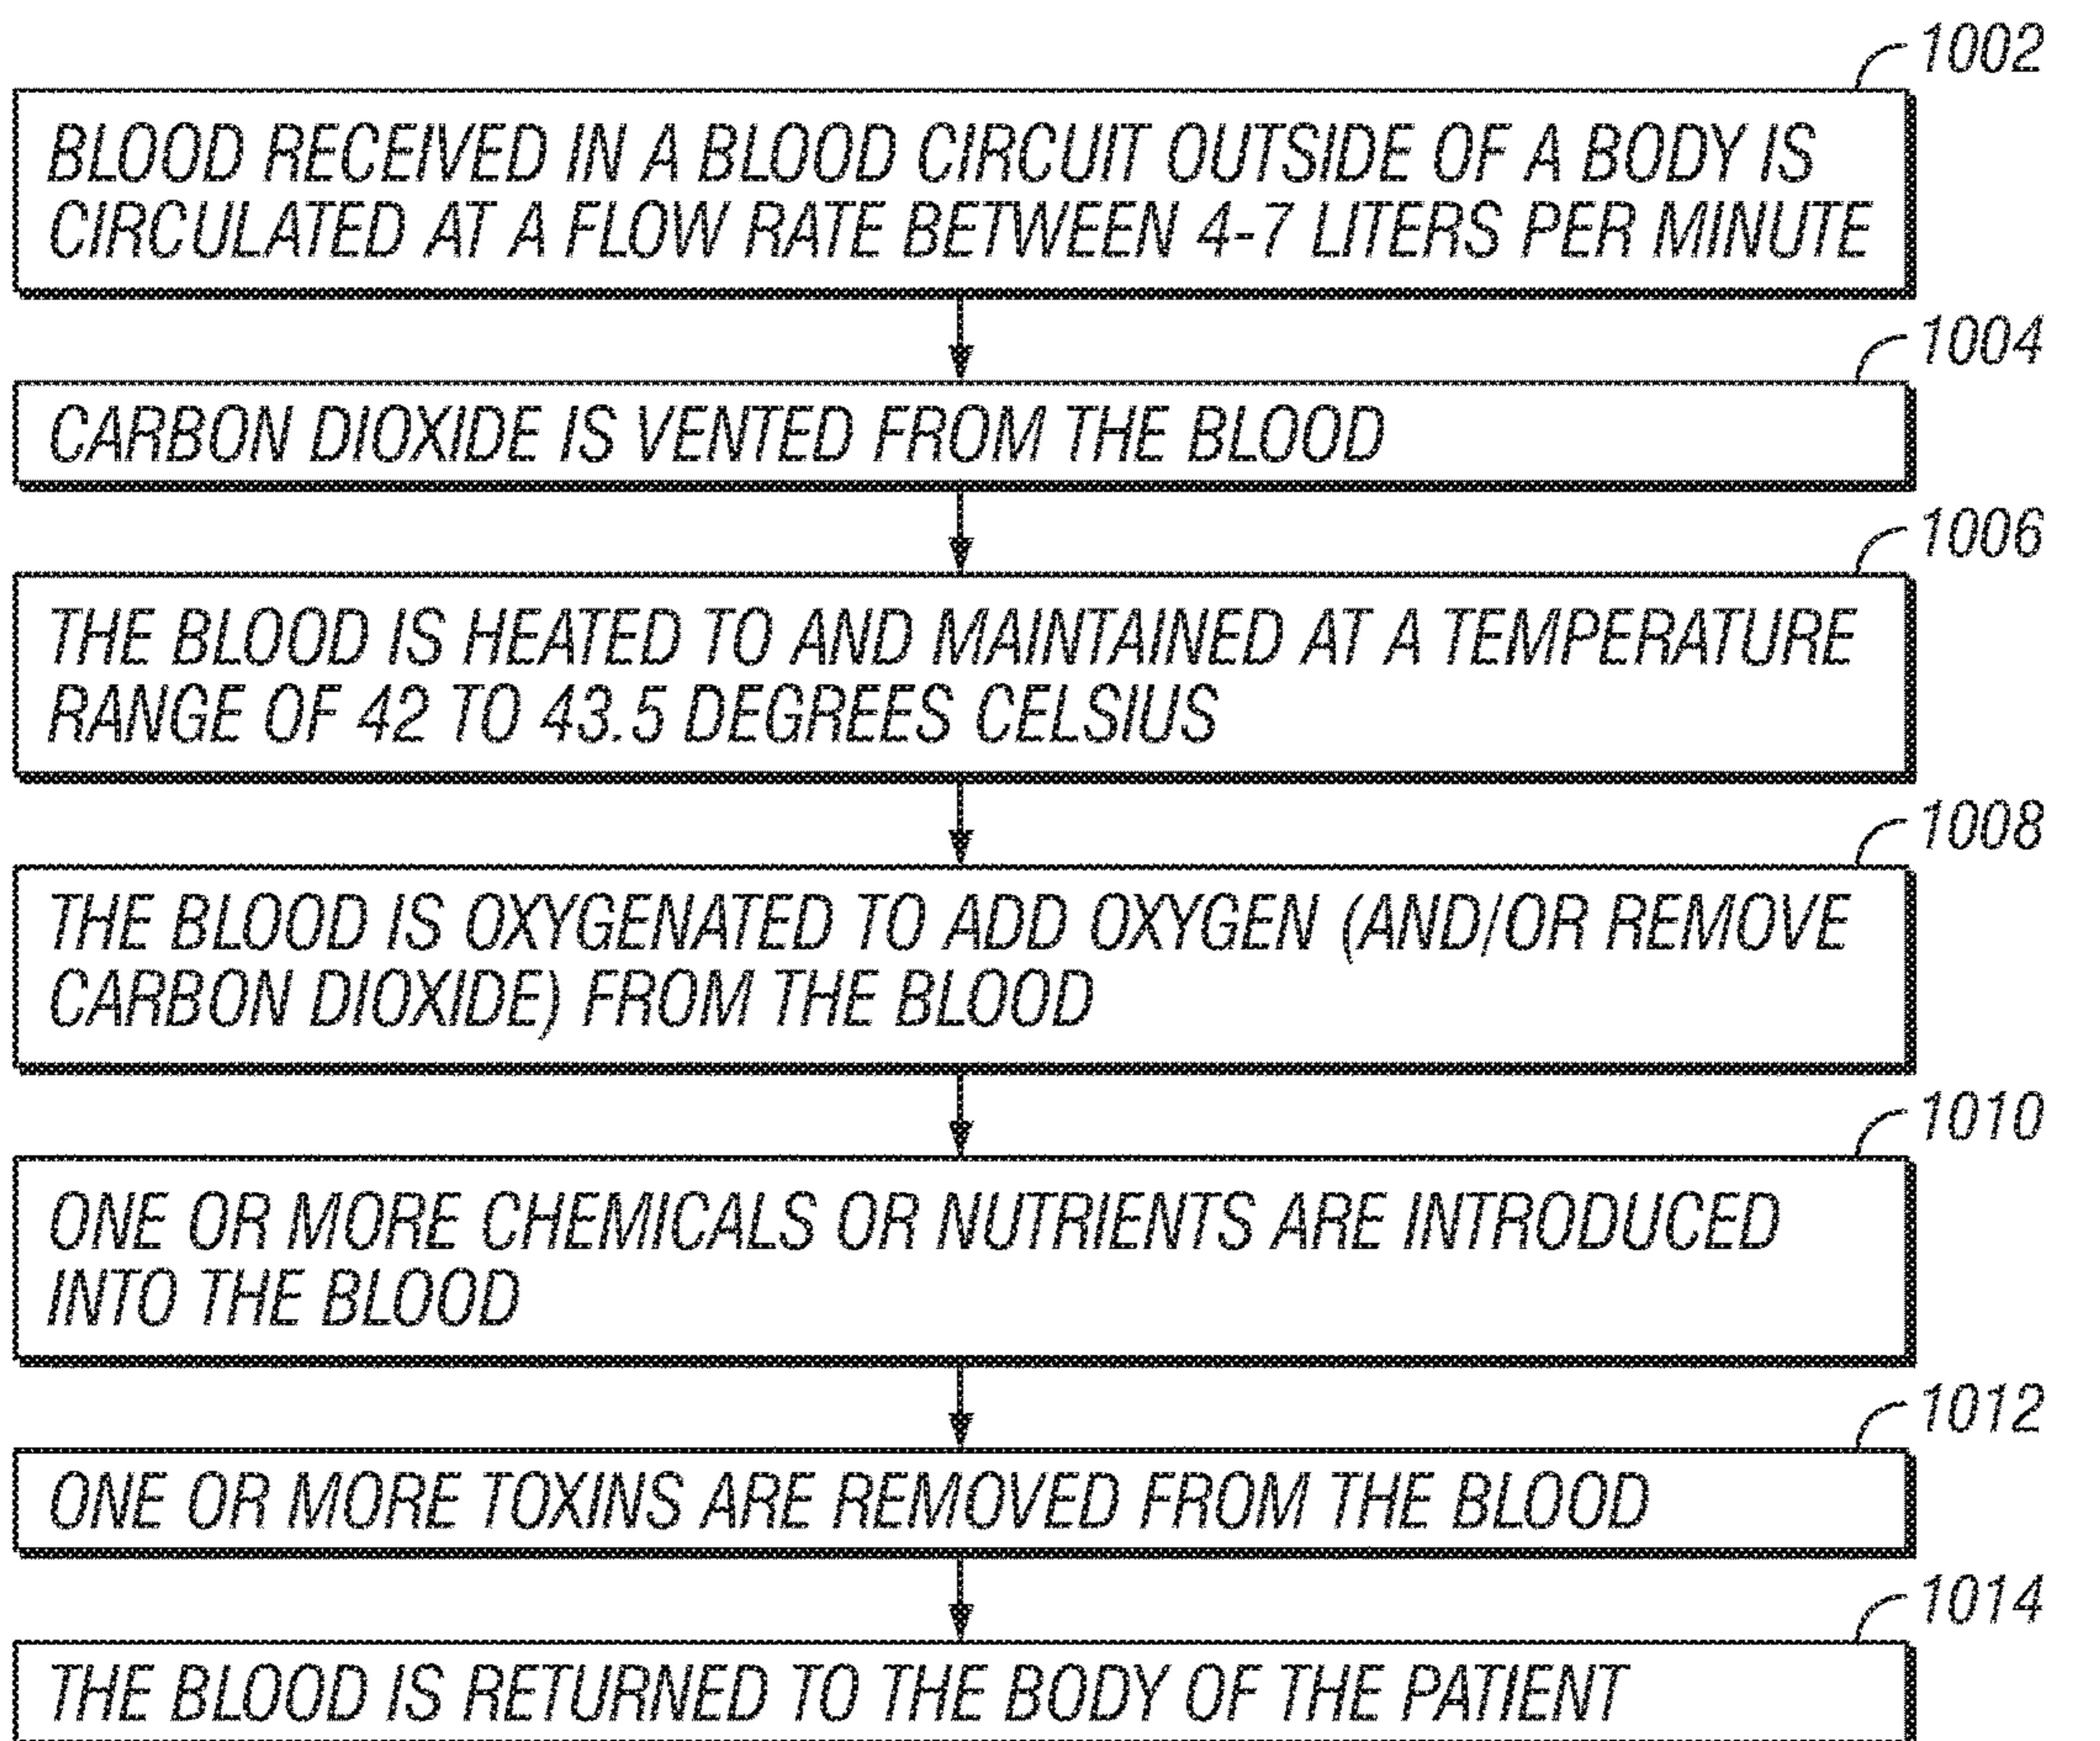 1002
BLOOD RECEIVED IN A BLOOD CIRCUIT OUTSIDE OF A BODY IS
CIRCULATED AT A FLOW RATE BETWEEN 4-7 LITERS PER MINUTE
1004
CARBON DIOXIDE IS VENTED FROM THE BLOOD
1006
THE BLOOD IS HEATED TO AND MAINTAINED AT A TEMPERATURE
RANGE OF 42 TO 43.5 DEGREES CELSIUS
1008
THE BLOOD IS OXYGENATED TO ADD OXYGEN (AND/OR REMOVE
CARBON DIOXIDE) FROM THE BLOOD
1010
ONE OR MORE CHEMICALS OR NUTRIENTS ARE INTRODUCED
INTO THE BLOOD
1012
ONE OR MORE TOXINS ARE REMOVED FROM THE BLOOD
1014
THE BLOOD IS RETURNED TO THE BODY OF THE PATIENT